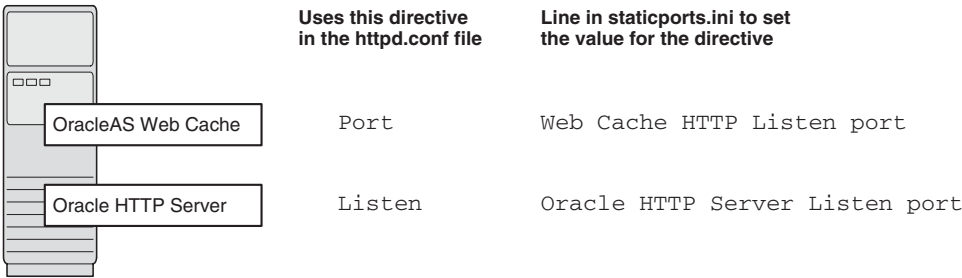 Uses this directive
in the httpd.conf file
Line in staticports.ini to set
the value for the directive
OracleAS Web Cache
Port
Web Cache HTTP Listen port
Oracle HTTP Server
Listen
Oracle HTTP Server Listen port